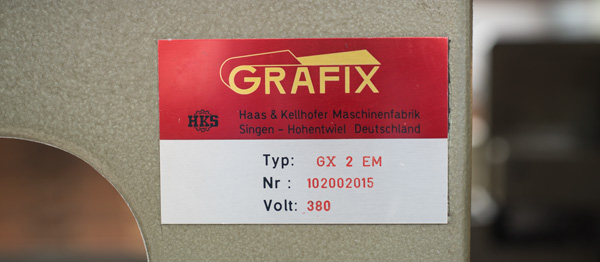 GRAFIX
HKS
Haas & Kellhofer Maschinenfabrik
Singen - Hohentwiel Deutschland
Typ: GX 2 EM
Nr : 102002015
Volt: 380